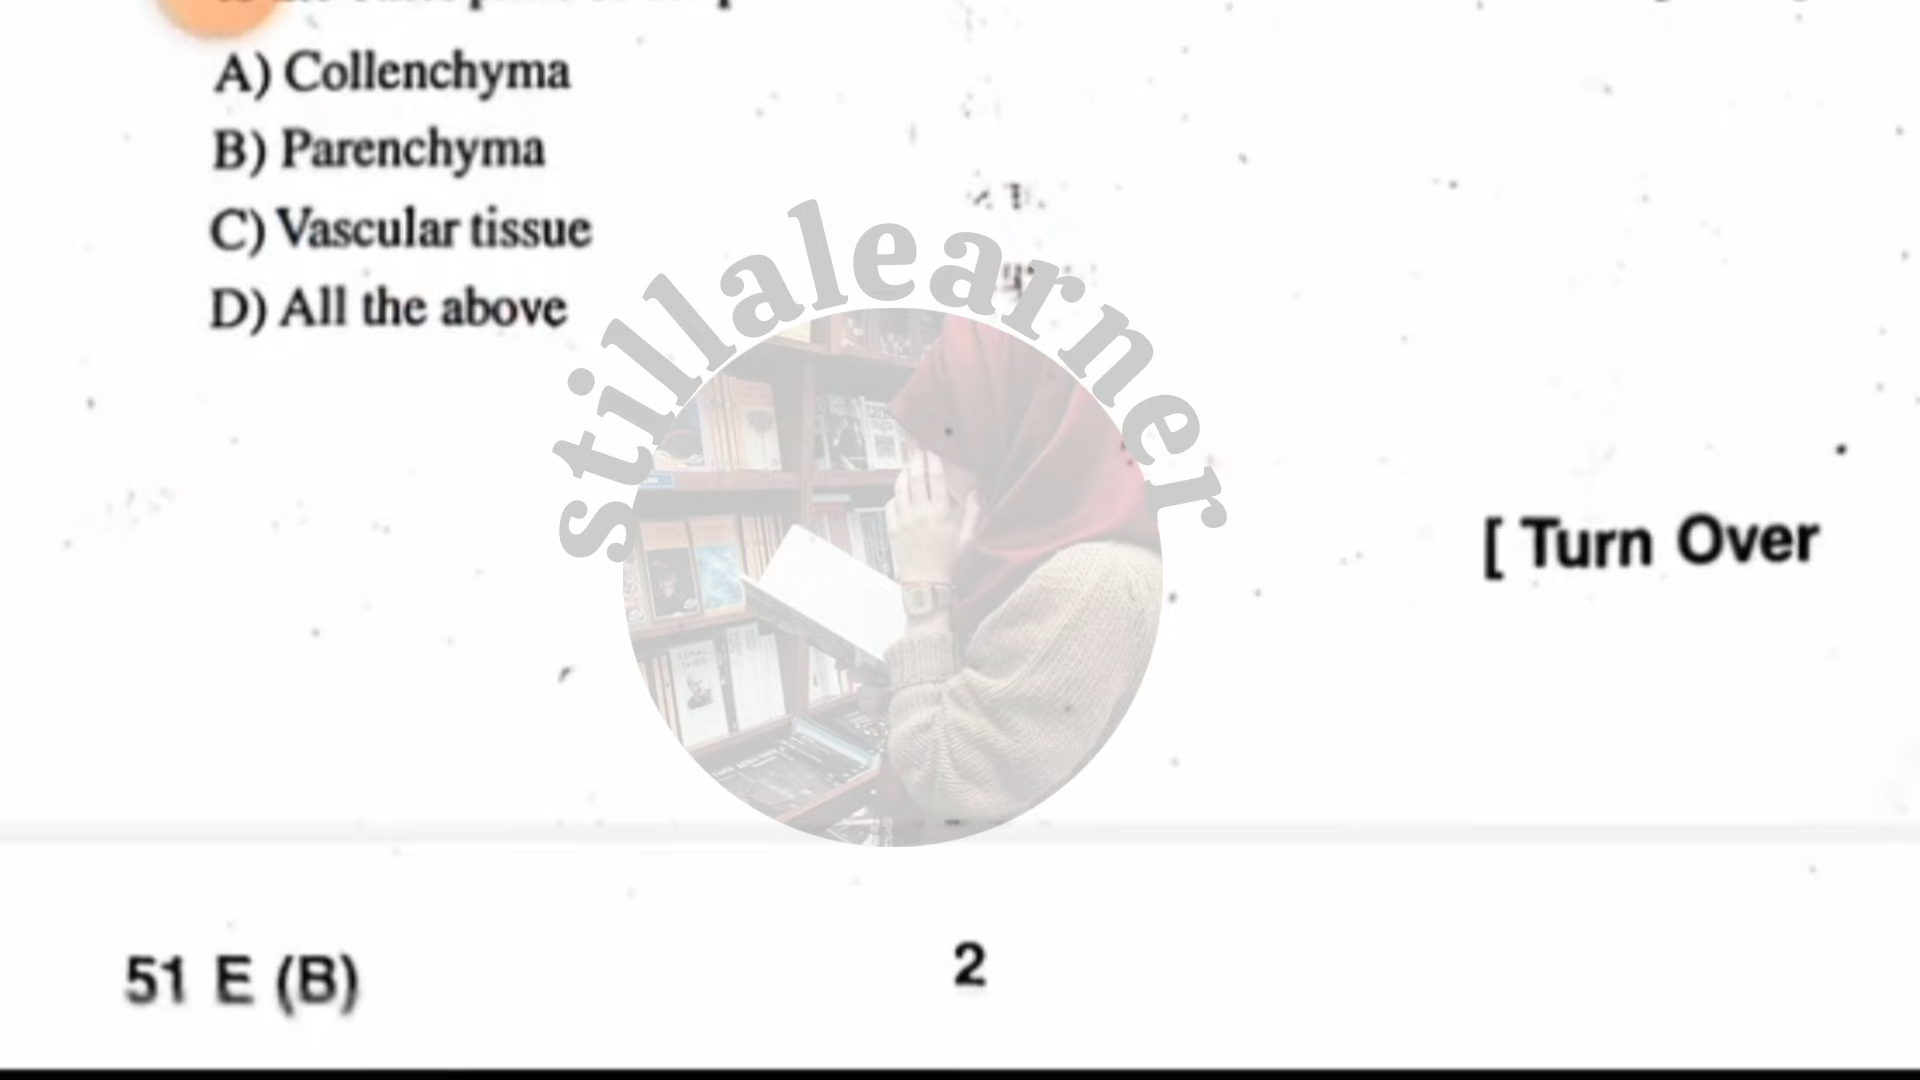 A) Collenchyma
B) Parenchyma
C) Vascular tissue
D) All the above
stillalearner
[ Turn Over
51 E (B)
2